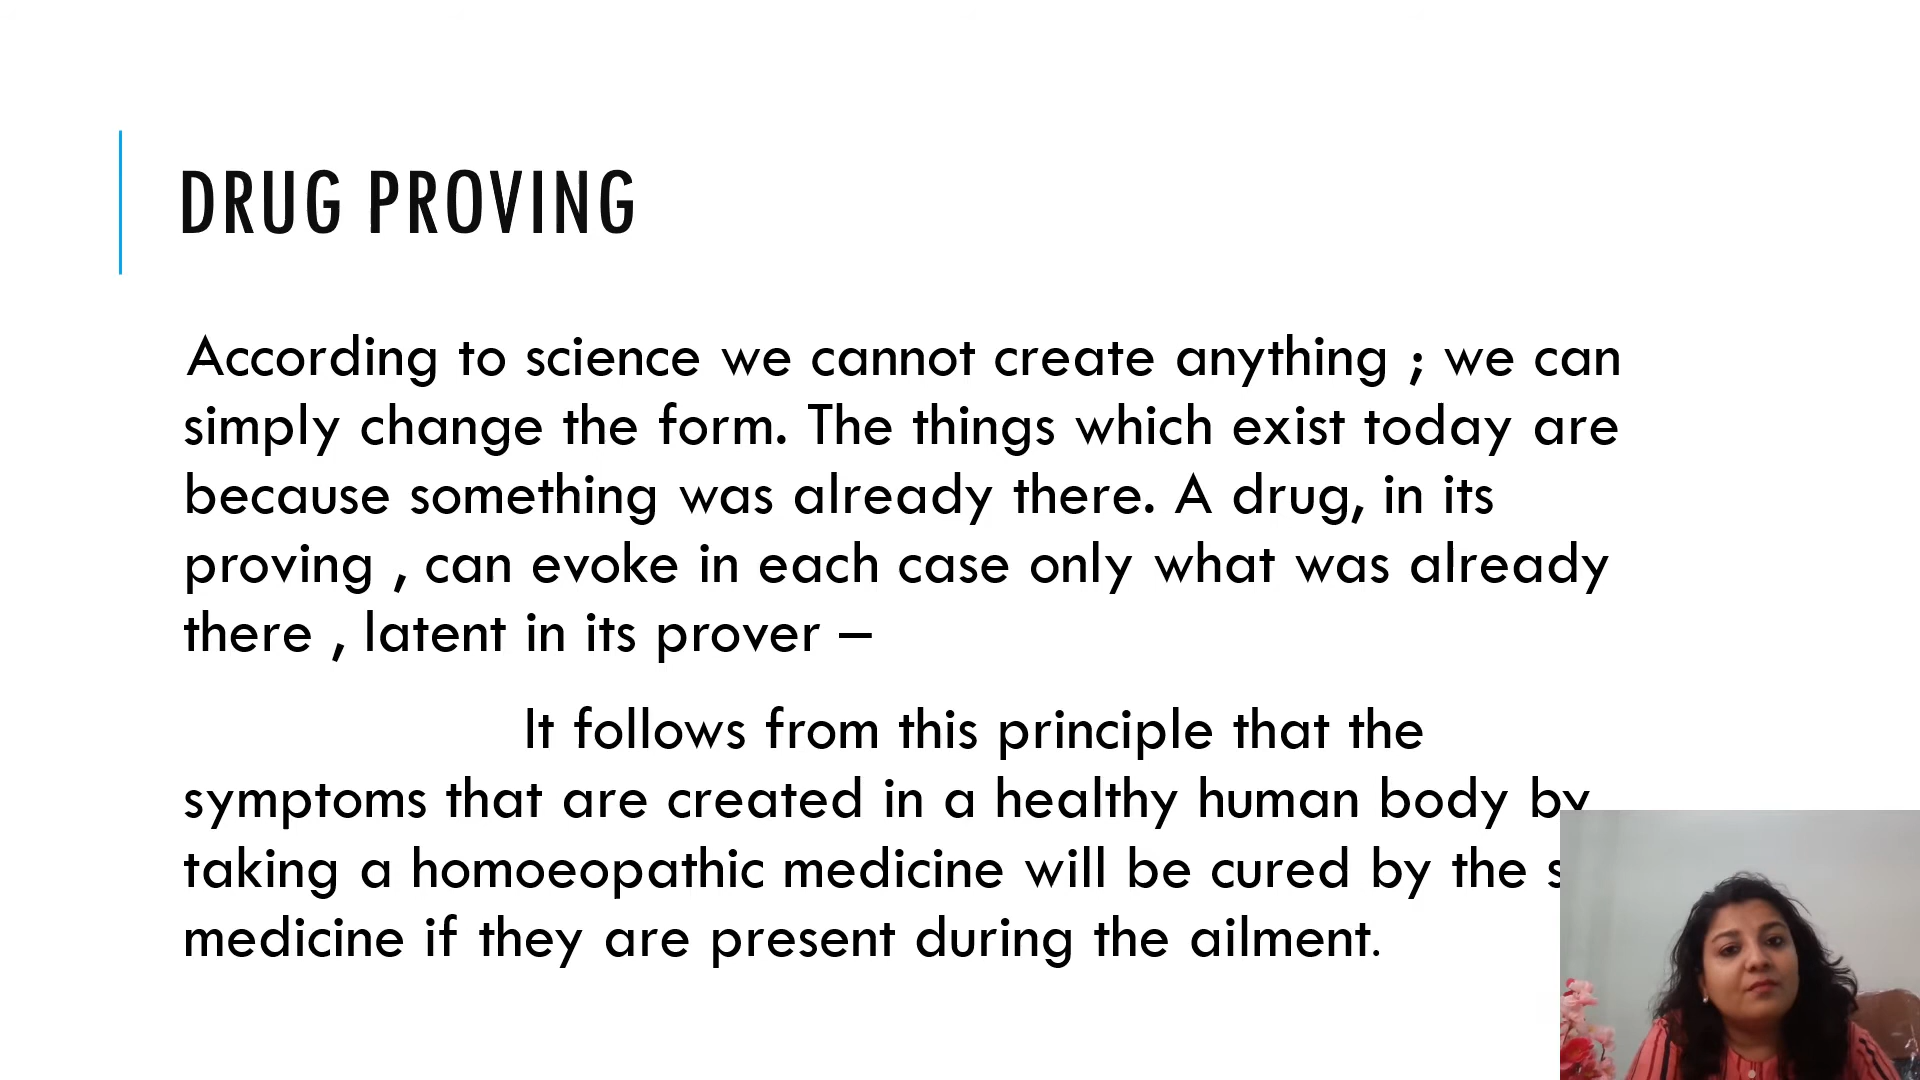 DRUG PROVING
According to science we cannot create anything ; we can
simply change the form. The things which exist today are
because something was already there. A drug, in its
proving , can evoke in each case only what was already
there , latent in its prover –
It follows from this principle that the
symptoms that are created in a healthy human body by
taking a homoeopathic medicine will be cured by the
medicine if they are present during the ailment.